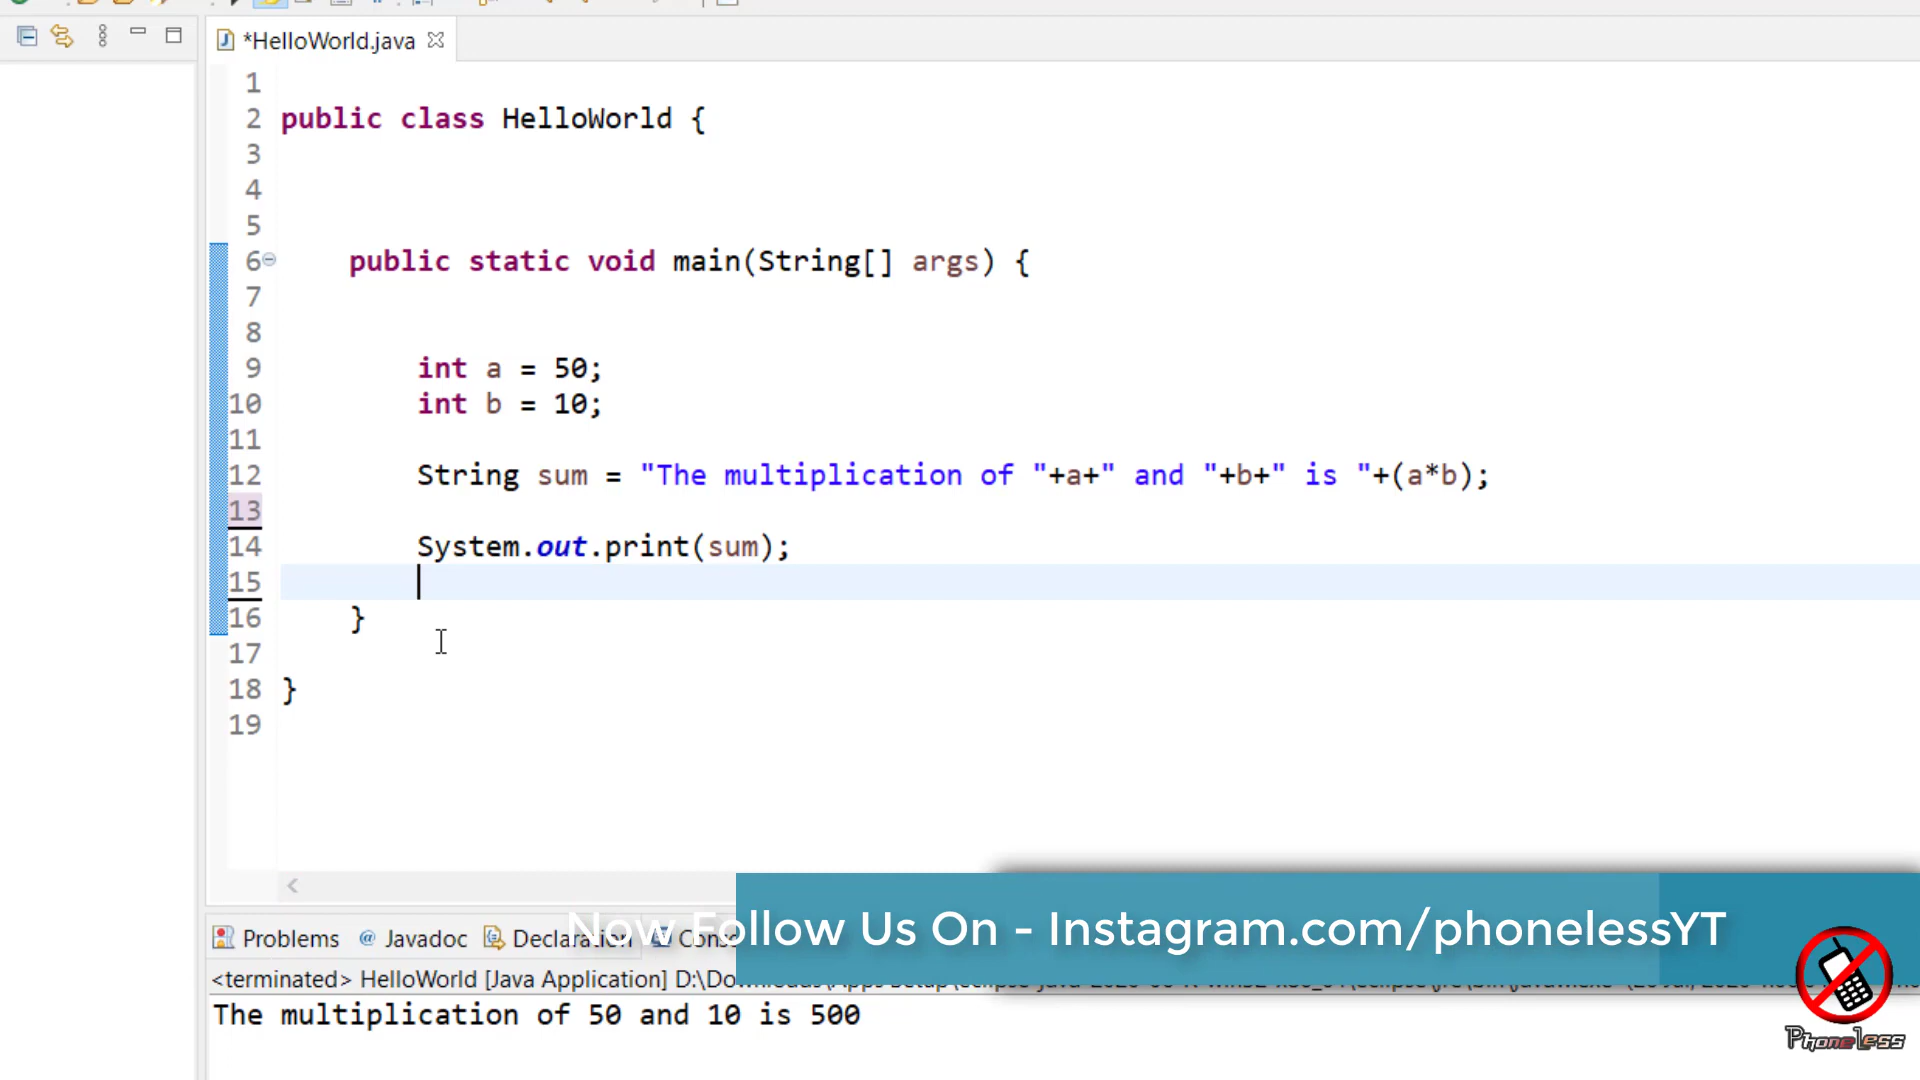 *HelloWorld.java
1
2 public class HelloWorld {
3
4
5
6 public static void main(String[] args) {
7
8
9 int a = 50;
10 int b = 10;
11
12 String sum = "The multiplication of "+a+" and "+b+" is "+(a*b);
13
14 System.out.print(sum);
15
16 }
17
18 }
19
Now Follow Us On - Instagram.com/phonelessYT
Problems @ Javadoc Declaration
<terminated> HelloWorld [Java Application]
The multiplication of 50 and 10 is 500
Phoneless